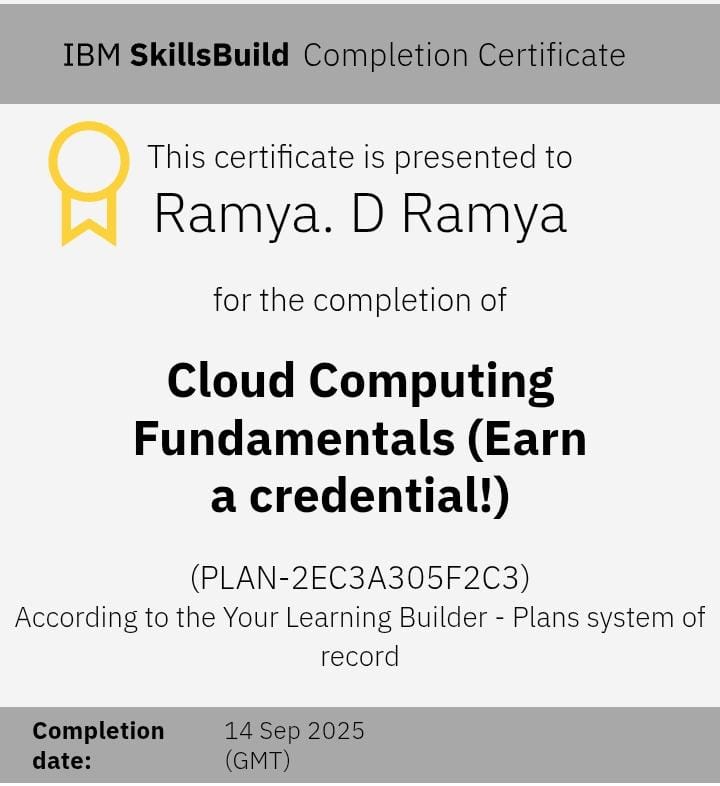 IBM SkillsBuild Completion Certificate
This certificate is presented to
Ramya. D Ramya
for the completion of
Cloud Computing
Fundamentals (Earn
a credential!)
(PLAN-2EC3A305F2C3)
According to the Your Learning Builder - Plans system of
record
Completion date: 14 Sep 2025 (GMT)